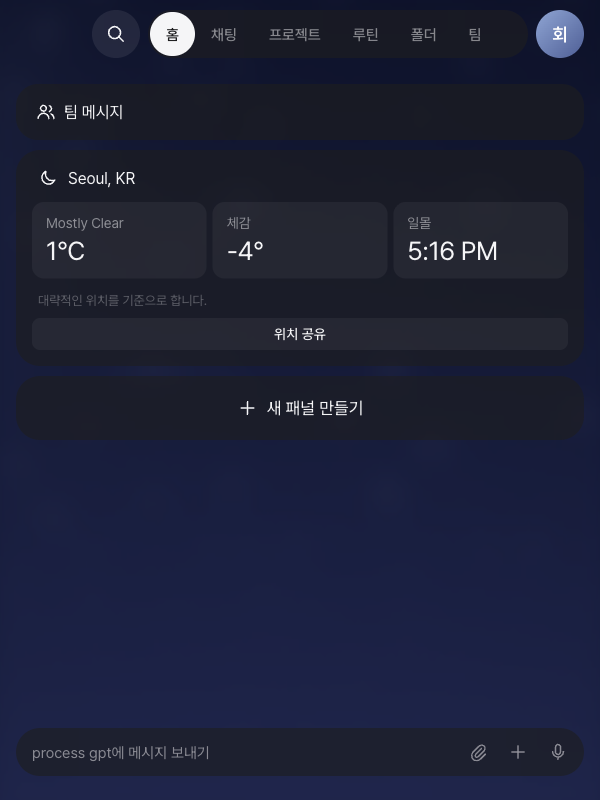 홈 채팅 프로젝트 루틴 폴더 팀 회
팀 메시지
Seoul, KR
Mostly Clear
1°C
체감
-4°
일몰
5:16 PM
대략적인 위치를 기준으로 합니다.
위치 공유
새 패널 만들기
process gpt에 메시지 보내기